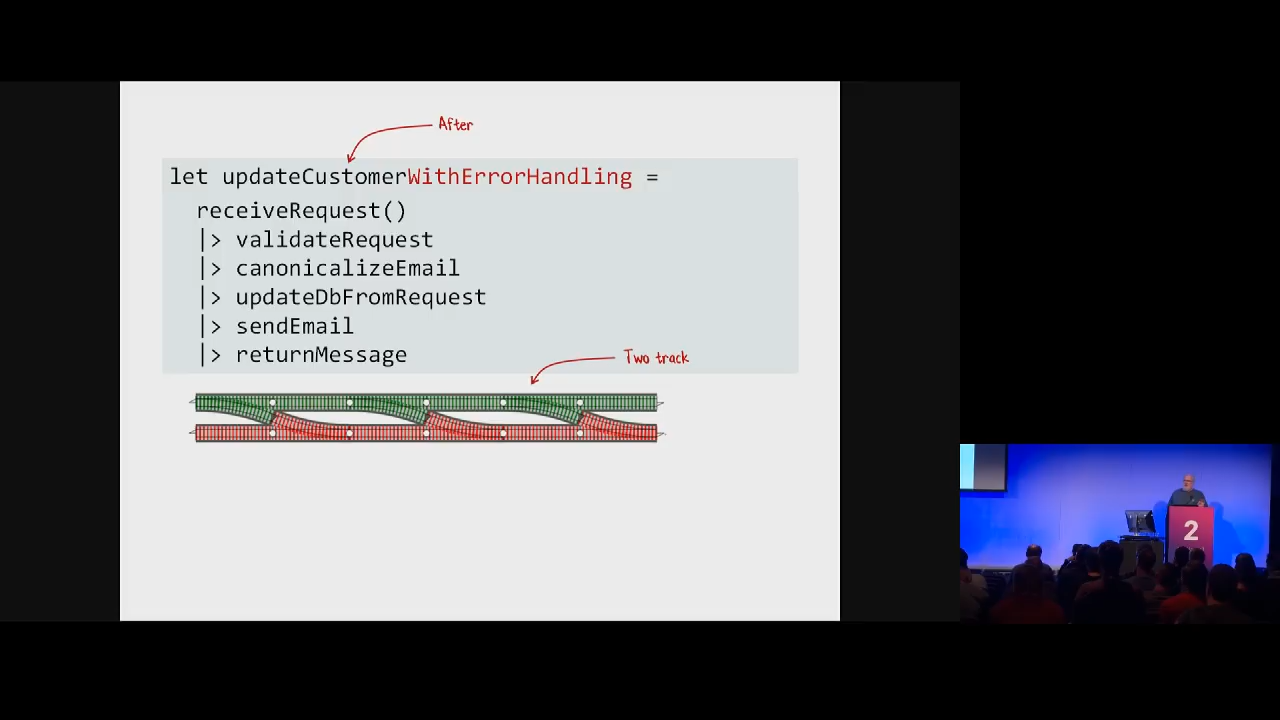 After
let updateCustomerWithErrorHandling =
receiveRequest()
|> validateRequest
|> canonicalizeEmail
|> updateDbFromRequest
|> sendEmail
|> returnMessage
Two track
2